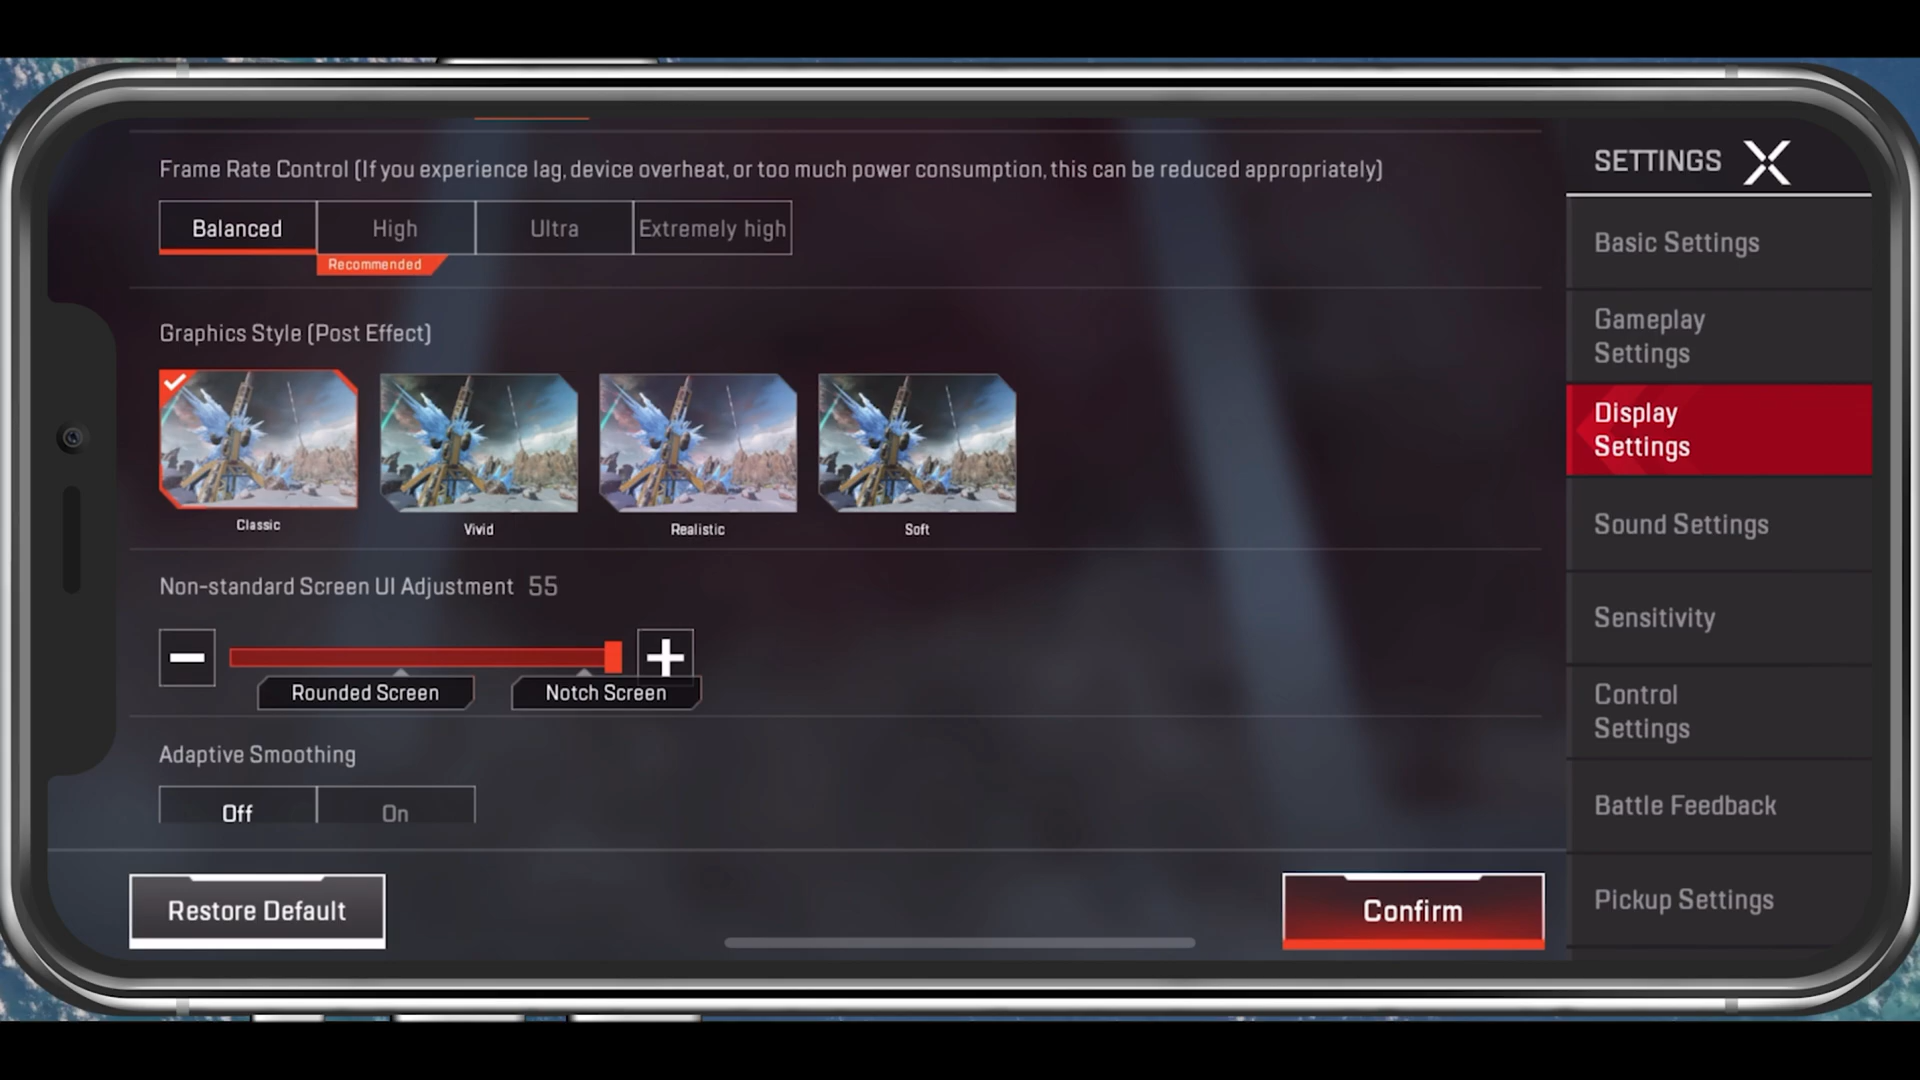 Frame Rate Control (If you experience lag, device overheat, or too much power consumption, this can be reduced appropriately)
Balanced
High
Ultra
Extremely high
Recommended
Graphics Style (Post Effect)
Classic
Vivid
Realistic
Soft
Non-standard Screen UI Adjustment 55
Rounded Screen
Notch Screen
Adaptive Smoothing
Off
On
Restore Default
Confirm
SETTINGS
Basic Settings
Gameplay
Settings
Display
Settings
Sound Settings
Sensitivity
Control
Settings
Battle Feedback
Pickup Settings